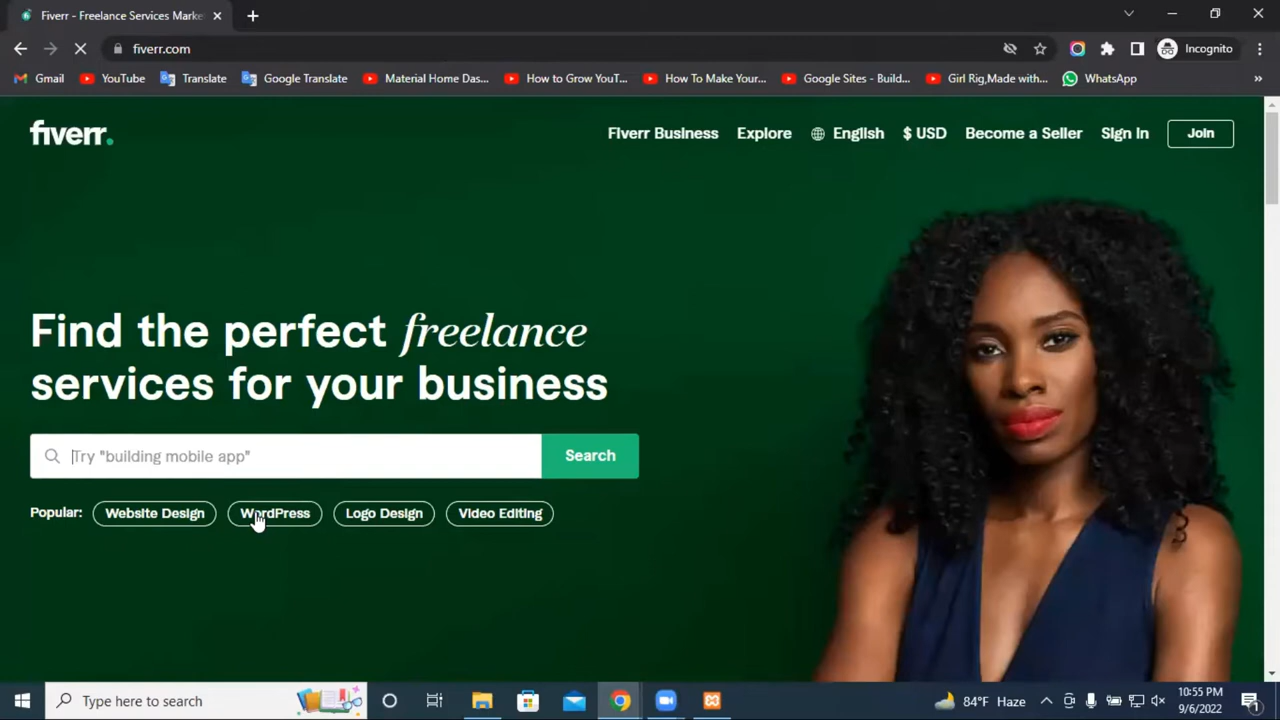 Fiverr - Freelance Services Marke
fiverr.com
Incognito
Gmail YouTube Translate Google Translate Material Home Das... How to Grow YouT... How To Make Your... Google Sites - Build... Girl Rig,Made with... WhatsApp »
fiverr.
Fiverr Business Explore English $ USD Become a Seller Sign In Join
Find the perfect freelance
services for your business
Try "building mobile app" Search
Popular: Website Design WordPress Logo Design Video Editing
Type here to search
84°F Haze
10:55 PM
9/6/2022
1